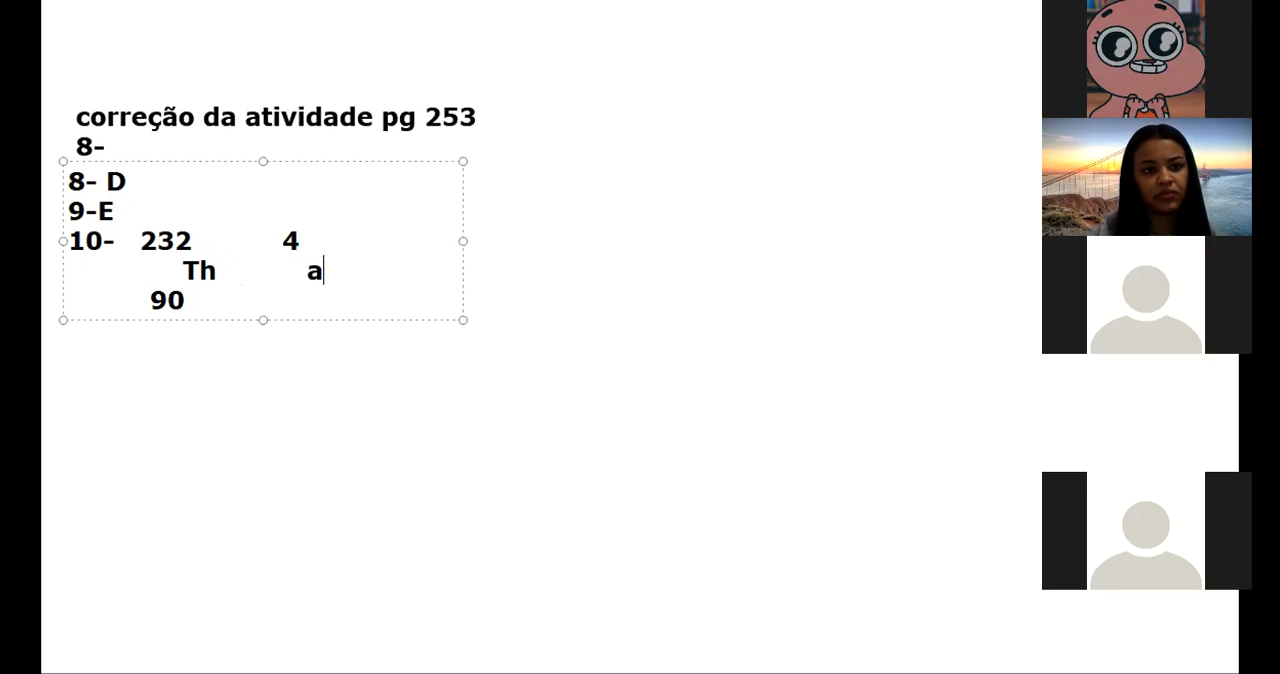 correção da atividade pg 253
8-
8- D
9-E
10- 232 4
Th a
90